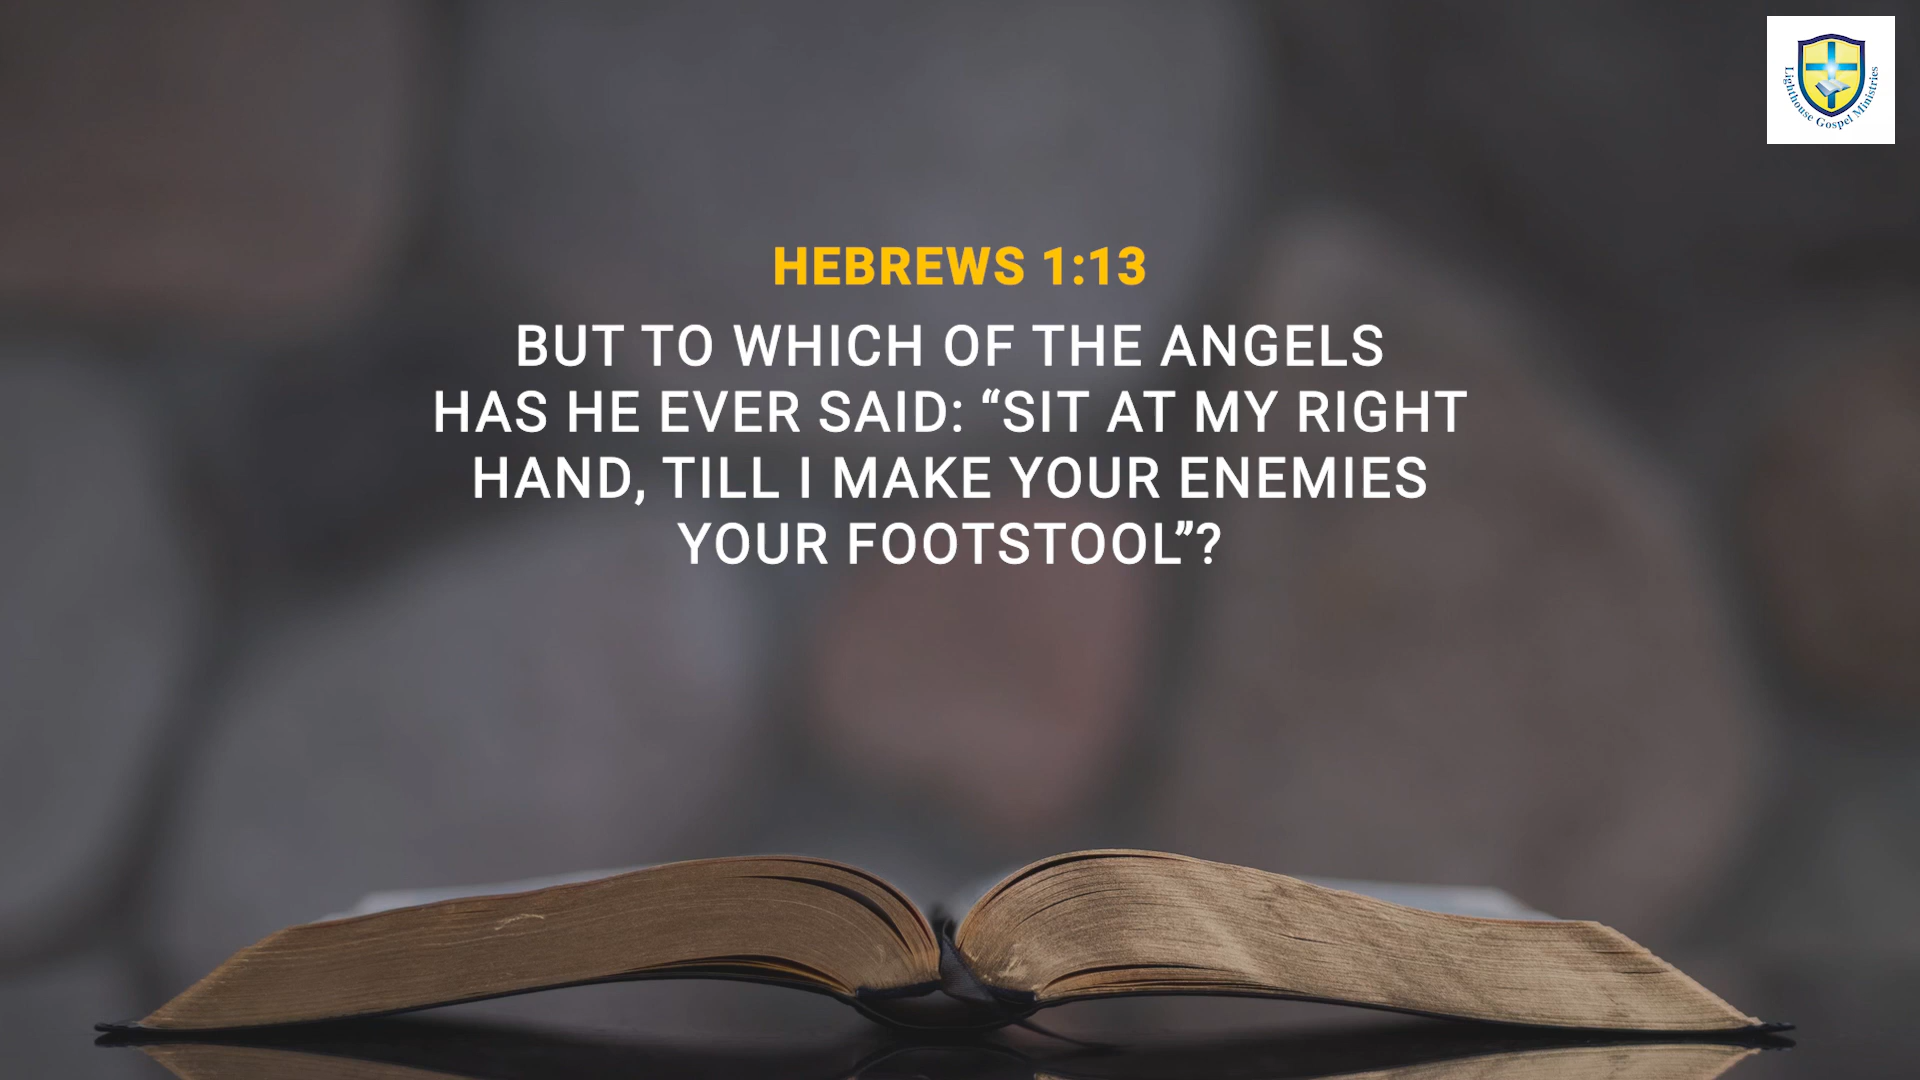 Lighthouse Gospel Ministries
HEBREWS 1:13
BUT TO WHICH OF THE ANGELS
HAS HE EVER SAID: “SIT AT MY RIGHT
HAND, TILL I MAKE YOUR ENEMIES
YOUR FOOTSTOOL”?